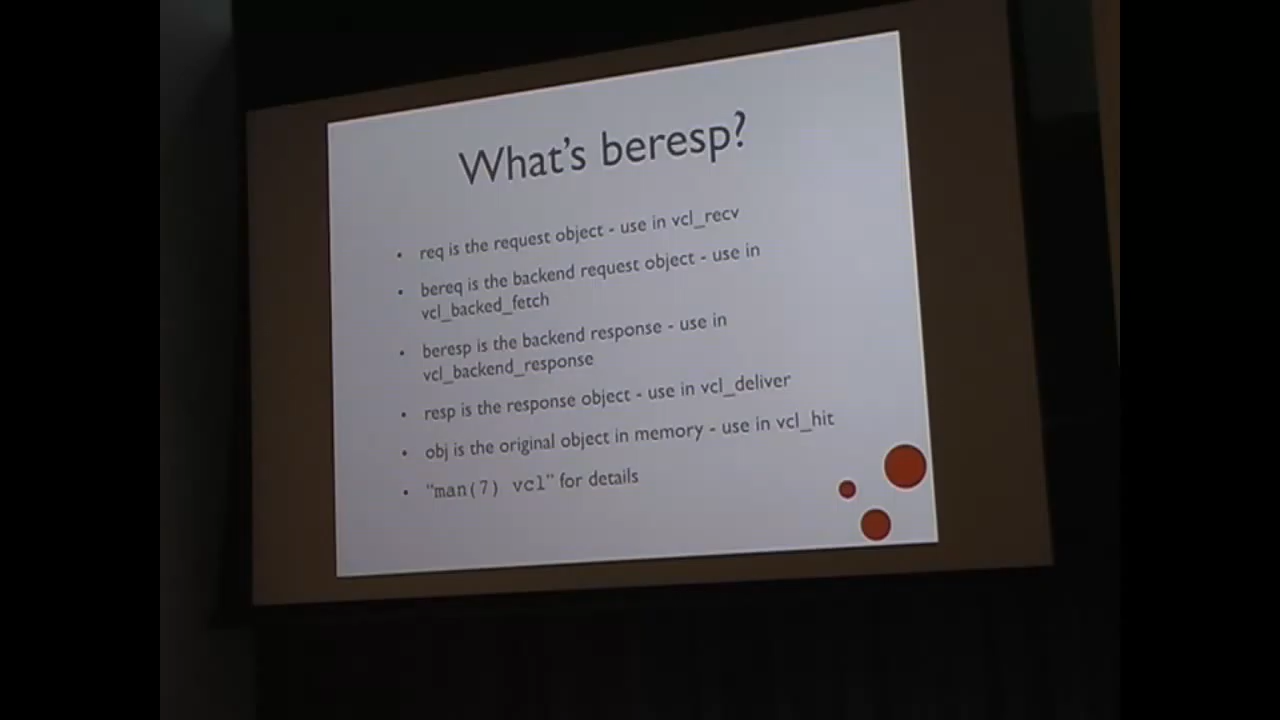 What's beresp?
• req is the request object - use in vcl_recv
• bereq is the backend request object - use in
vcl_backed_fetch
• beresp is the backend response - use in
vcl_backend_response
• resp is the response object - use in vcl_deliver
• obj is the original object in memory - use in vcl_hit
• "man(7) vcl" for details